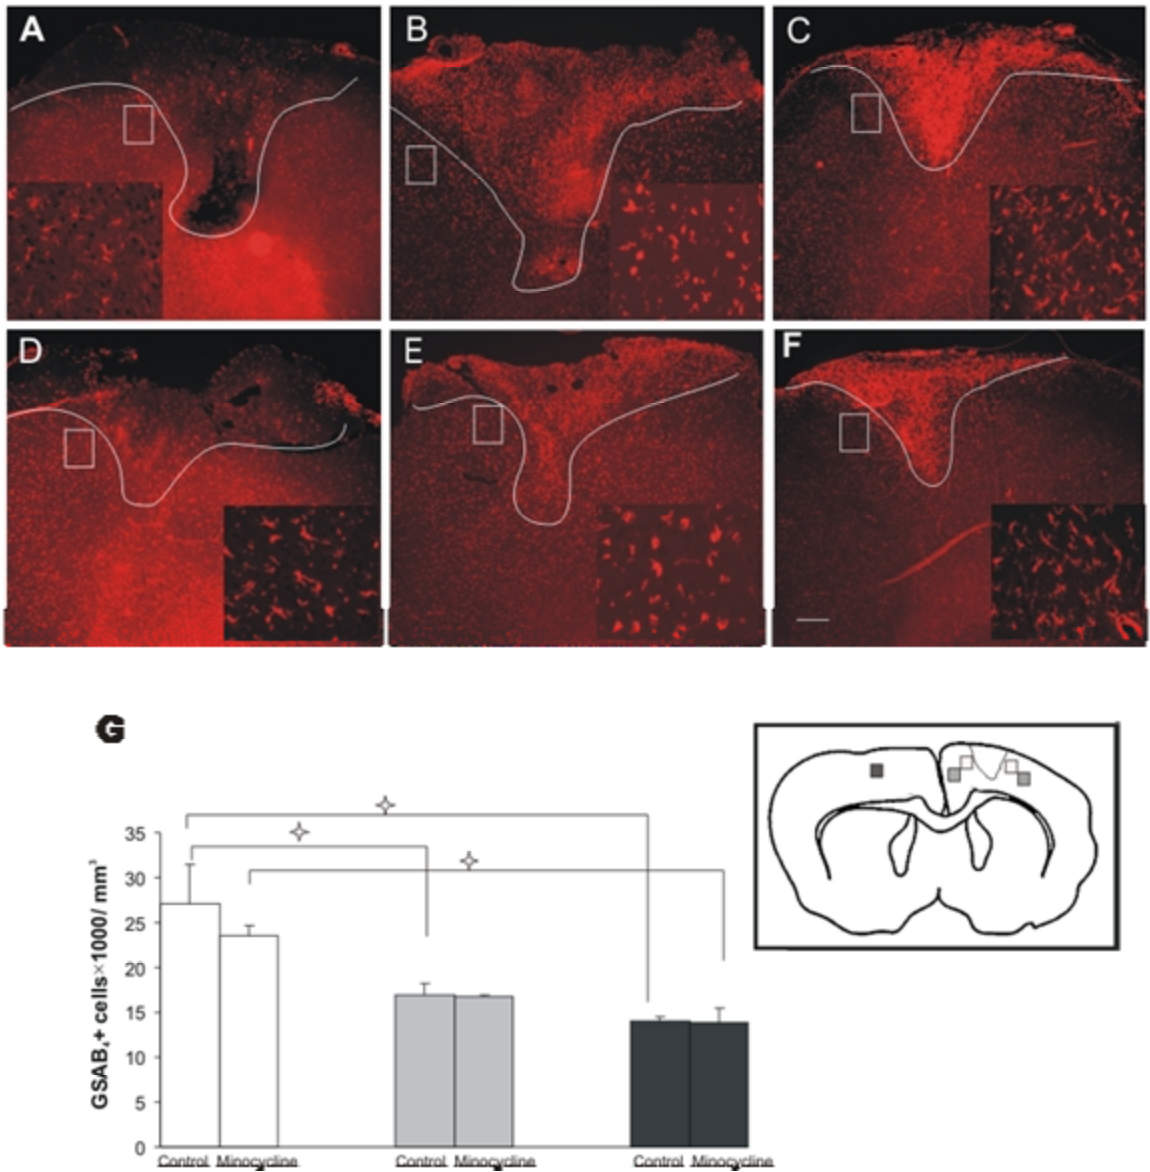 A
B
C
D
E
F
G
35
30
25
20
15
10
5
0
GSAB₄+ cells×1000/ mm³
Control Minocycline
Control Minocycline
Control Minocycline